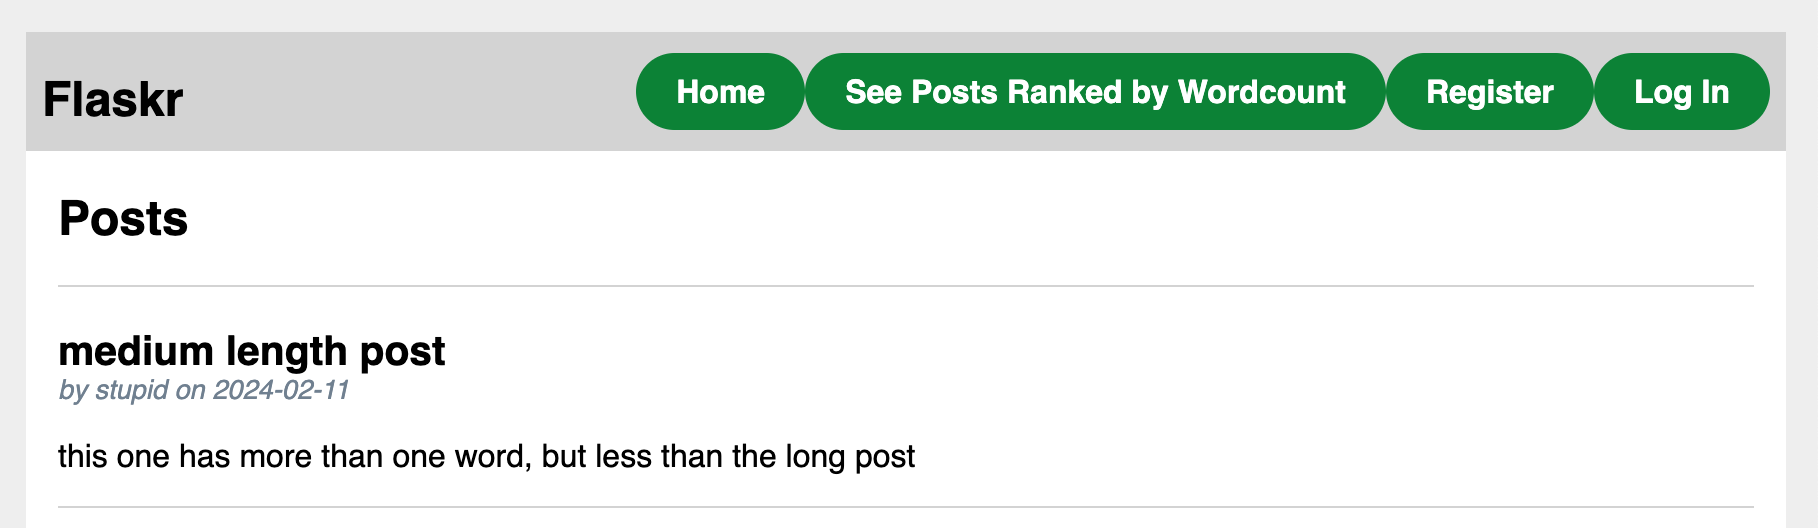 Flaskr
Home
See Posts Ranked by Wordcount
Register
Log In
Posts
medium length post
by stupid on 2024-02-11
this one has more than one word, but less than the long post